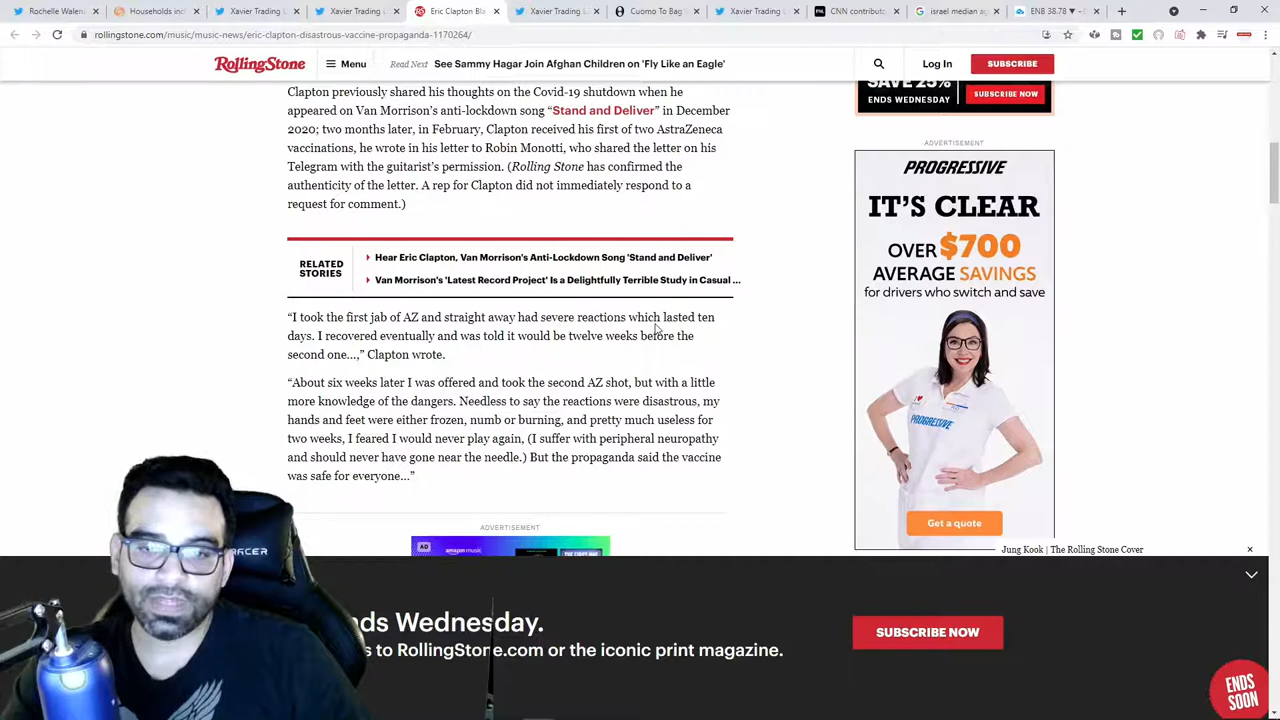 Rochelle Walen
Households inc
Xavier Trading
Xavier Trading
Eric Clapton Bla
Xavier Trading I
Xavier Trading
Cuomo To Bag
Xavier Trading
CNN contributo
israel median ag
ENB 38.78
rollingstone.com/music/music-news/eric-clapton-disastrous-vaccine-propaganda-1170264/
RollingStone
Menu
Read Next See Sammy Hagar Join Afghan Children on 'Fly Like an Eagle'
Log In
SUBSCRIBE
SAVE 25%
ENDS WEDNESDAY
SUBSCRIBE NOW
Clapton previously shared his thoughts on the Covid-19 shutdown when he
appeared on Van Morrison's anti-lockdown song “Stand and Deliver” in December
2020; two months later, in February, Clapton received his first of two AstraZeneca
vaccinations, he wrote in his letter to Robin Monotti, who shared the letter on his
Telegram with the guitarist's permission. (Rolling Stone has confirmed the
authenticity of the letter. A rep for Clapton did not immediately respond to a
request for comment.)
RELATED
STORIES
Hear Eric Clapton, Van Morrison's Anti-Lockdown Song 'Stand and Deliver'
Van Morrison's 'Latest Record Project' Is a Delightfully Terrible Study in Casual ...
“I took the first jab of AZ and straight away had severe reactions which lasted ten
days. I recovered eventually and was told it would be twelve weeks before the
second one...,” Clapton wrote.
“About six weeks later I was offered and took the second AZ shot, but with a little
more knowledge of the dangers. Needless to say the reactions were disastrous, my
hands and feet were either frozen, numb or burning, and pretty much useless for
two weeks, I feared I would never play again, (I suffer with peripheral neuropathy
and should never have gone near the needle.) But the propaganda said the vaccine
was safe for everyone...”
ADVERTISEMENT
AD
amazon music
ADVERTISEMENT
PROGRESSIVE
IT'S CLEAR
OVER $700
AVERAGE SAVINGS
for drivers who switch and save
PROGRESSIVE
Get a quote
Jung Kook | The Rolling Stone Cover
RACER
ds Wednesday.
s to RollingStone.com or the iconic print magazine.
SUBSCRIBE NOW
ENDS
SOON